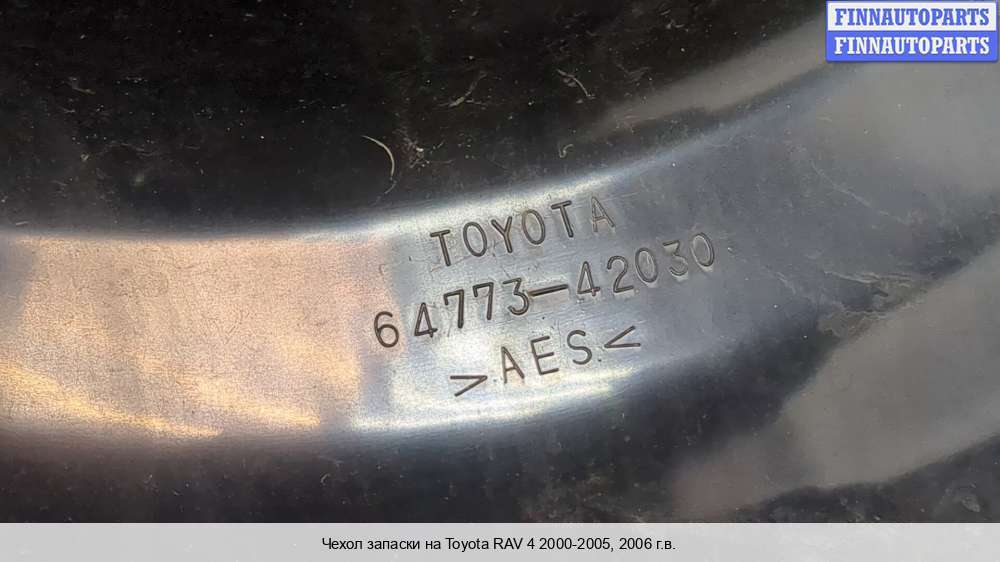 FINNAUTOPARTS
FINNAUTOPARTS
TOYOTA
64773-42030
>AES<
Чехол запаски на Toyota RAV 4 2000-2005, 2006 г.в.